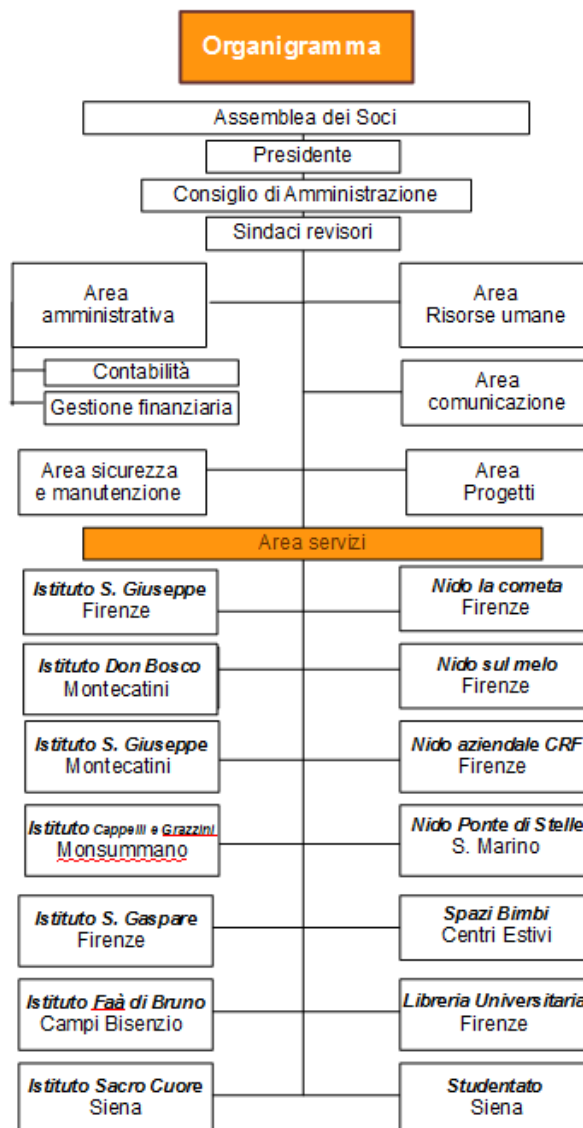 Organigramma
Assemblea dei Soci
Presidente
Consiglio di Amministrazione
Sindaci revisori
Area
amministrativa
Area
Risorse umane
Contabilità
Gestione finanziaria
Area
comunicazione
Area sicurezza
e manutenzione
Area
Progetti
Area servizi
Istituto S. Giuseppe
Firenze
Nido la cometa
Firenze
Istituto Don Bosco
Montecatini
Nido sul melo
Firenze
Istituto S. Giuseppe
Montecatini
Nido aziendale CRF
Firenze
Istituto Cappelli e Grazzini
Monsummano
Nido Ponte di Stelle
S. Marino
Istituto S. Gaspare
Firenze
Spazi Bimbi
Centri Estivi
Istituto Faà di Bruno
Campi Bisenzio
Libreria Universitaria
Firenze
Istituto Sacro Cuore
Siena
Studentato
Siena